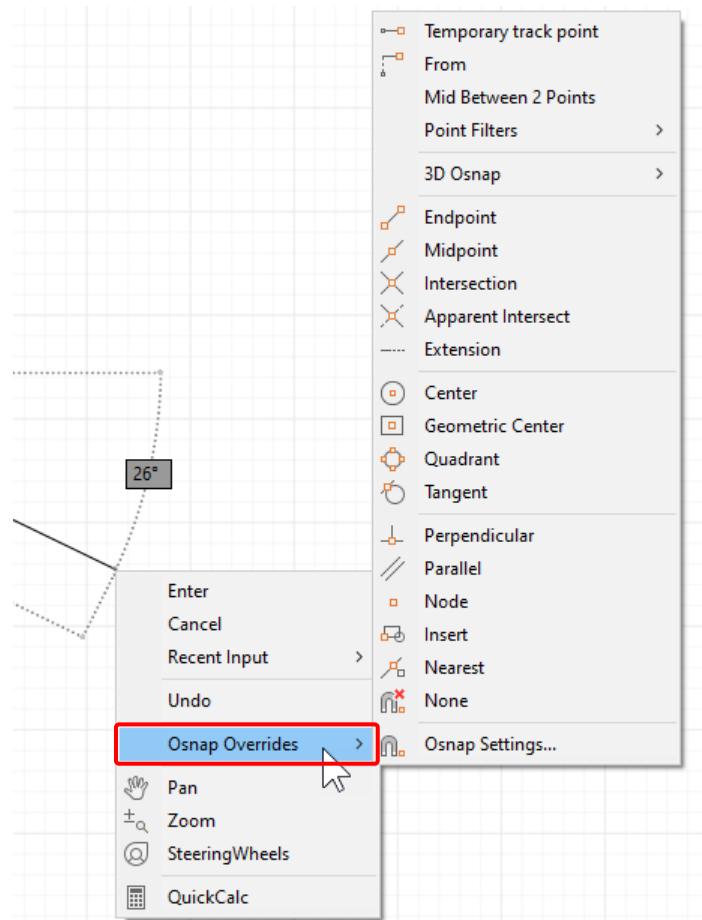 Temporary track point
From
Mid Between 2 Points
Point Filters
3D Osnap
Endpoint
Midpoint
Intersection
Apparent Intersect
Extension
Center
Geometric Center
Quadrant
Tangent
Perpendicular
Parallel
Node
Insert
Nearest
None
Osnap Settings...
26°
Enter
Cancel
Recent Input
Undo
Osnap Overrides
Pan
Zoom
SteeringWheels
QuickCalc